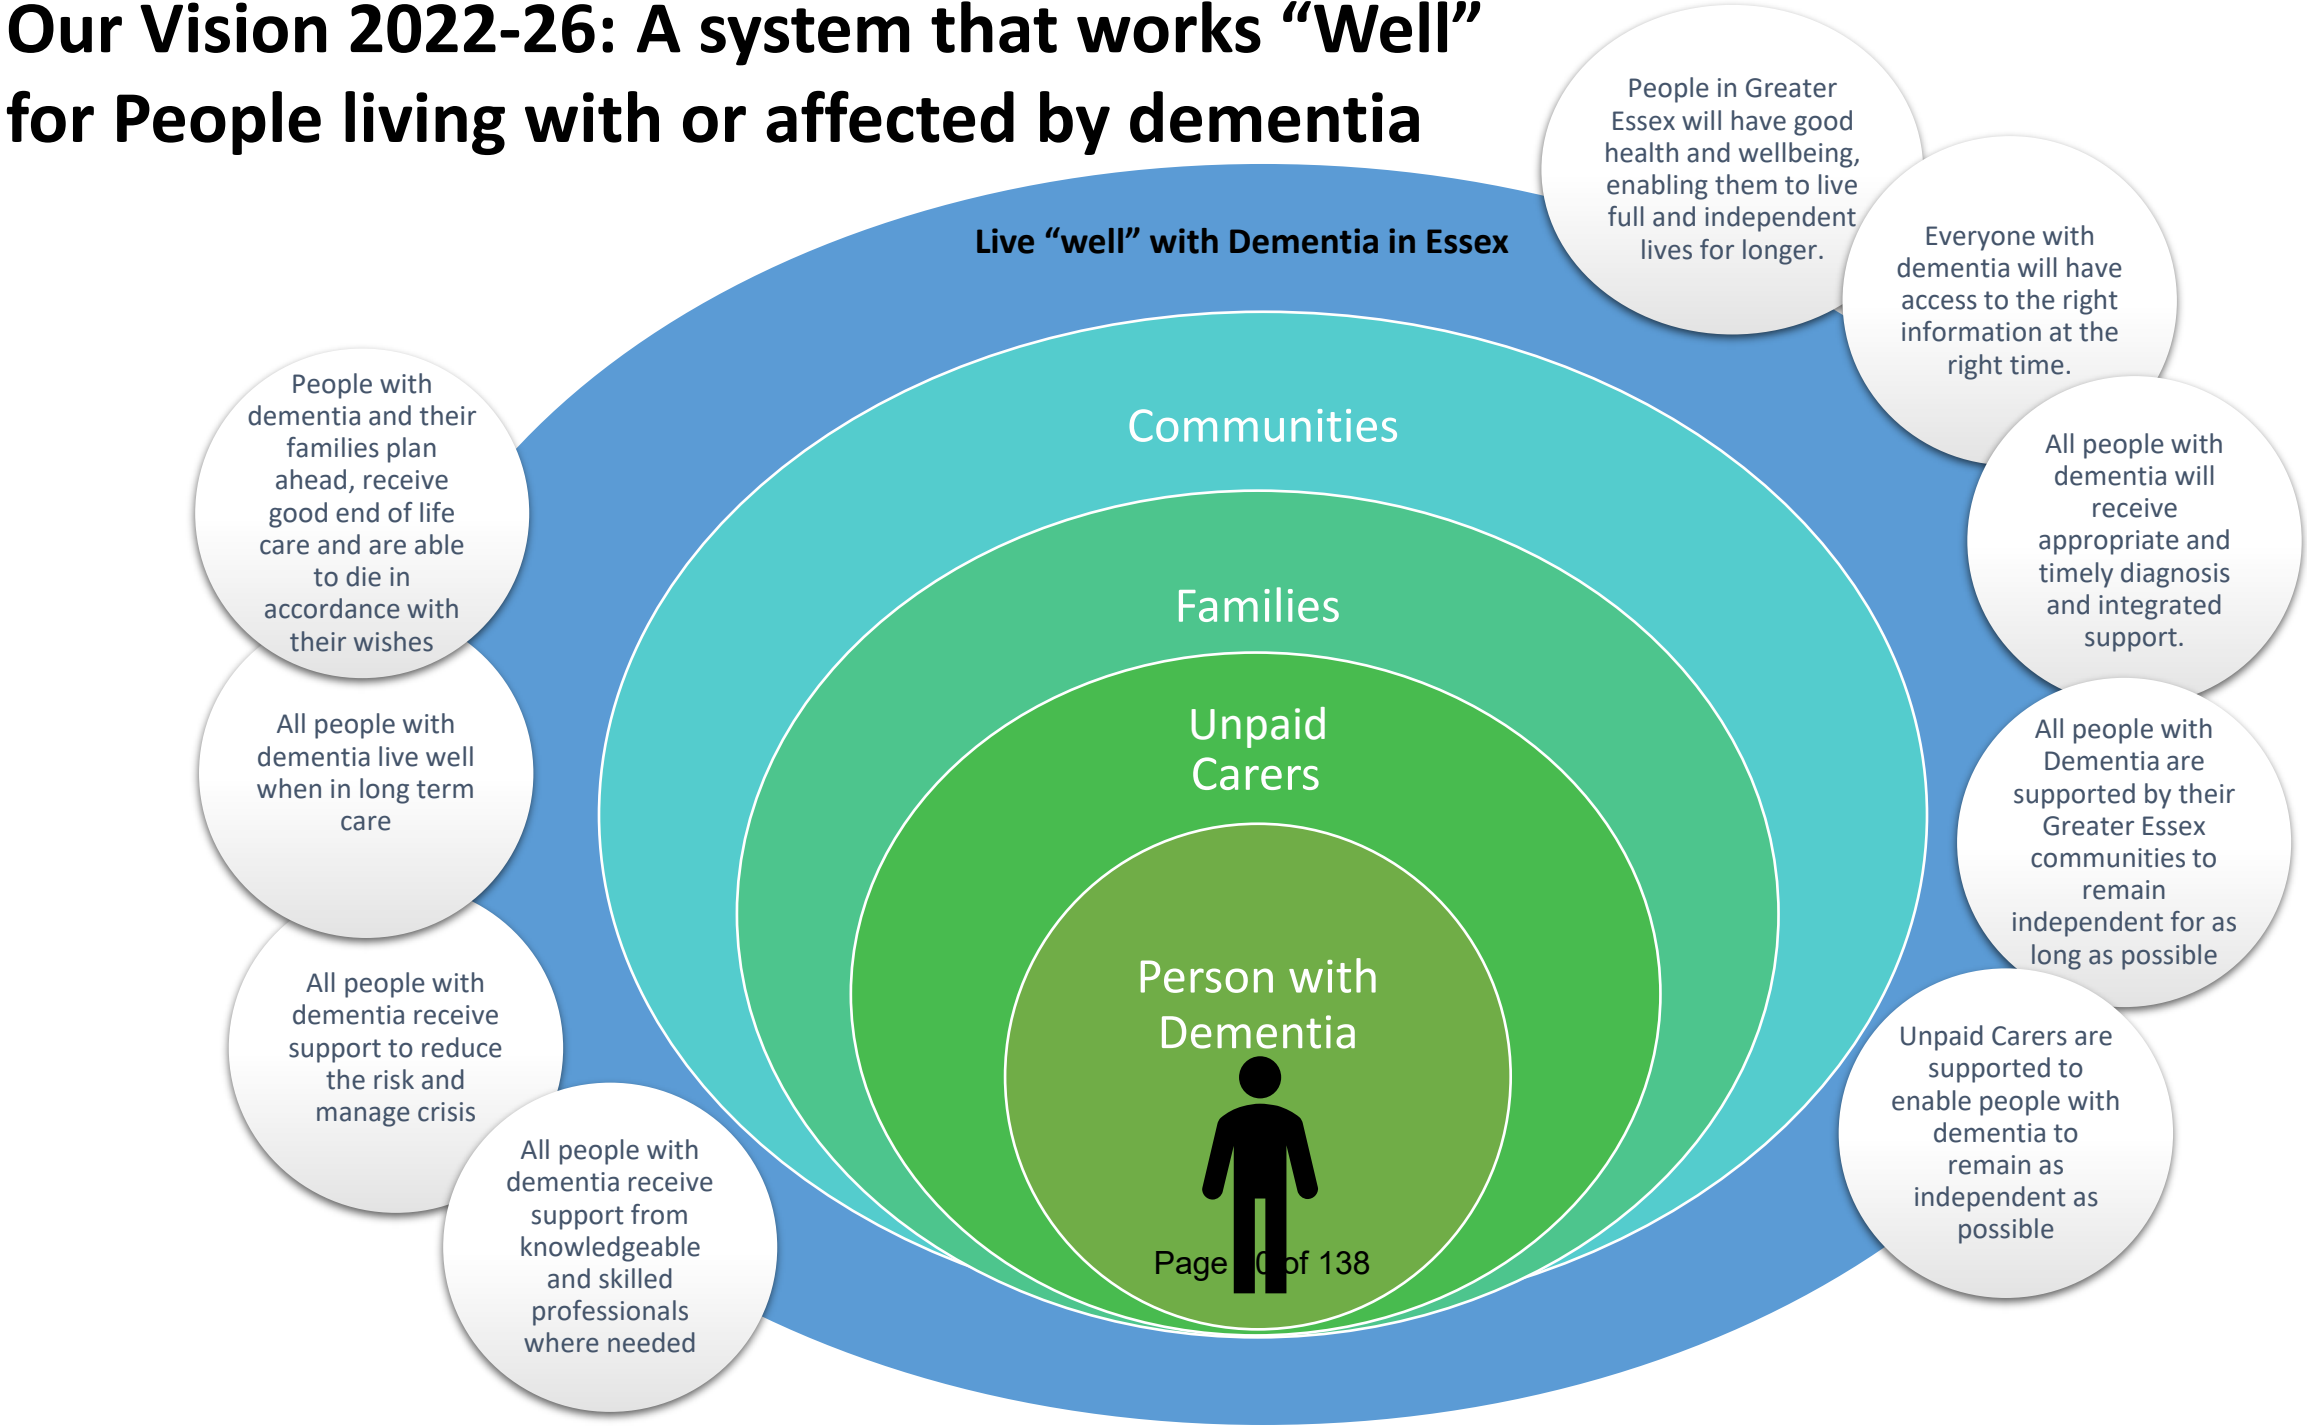 Our Vision 2022-26: A system that works “Well”
for People living with or affected by dementia
Live “well” with Dementia in Essex
Communities
Families
Unpaid
Carers
Person with
Dementia
Page of 138
People in Greater
Essex will have good
health and wellbeing,
enabling them to live
full and independent
lives for longer.
Everyone with
dementia will have
access to the right
information at the
right time.
All people with
dementia will
receive
appropriate and
timely diagnosis
and integrated
support.
All people with
Dementia are
supported by their
Greater Essex
communities to
remain
independent for as
long as possible
Unpaid Carers are
supported to
enable people with
dementia to
remain as
independent as
possible
All people with
dementia receive
support from
knowledgeable
and skilled
professionals
where needed
All people with
dementia receive
support to reduce
the risk and
manage crisis
All people with
dementia live well
when in long term
care
People with
dementia and their
families plan
ahead, receive
good end of life
care and are able
to die in
accordance with
their wishes